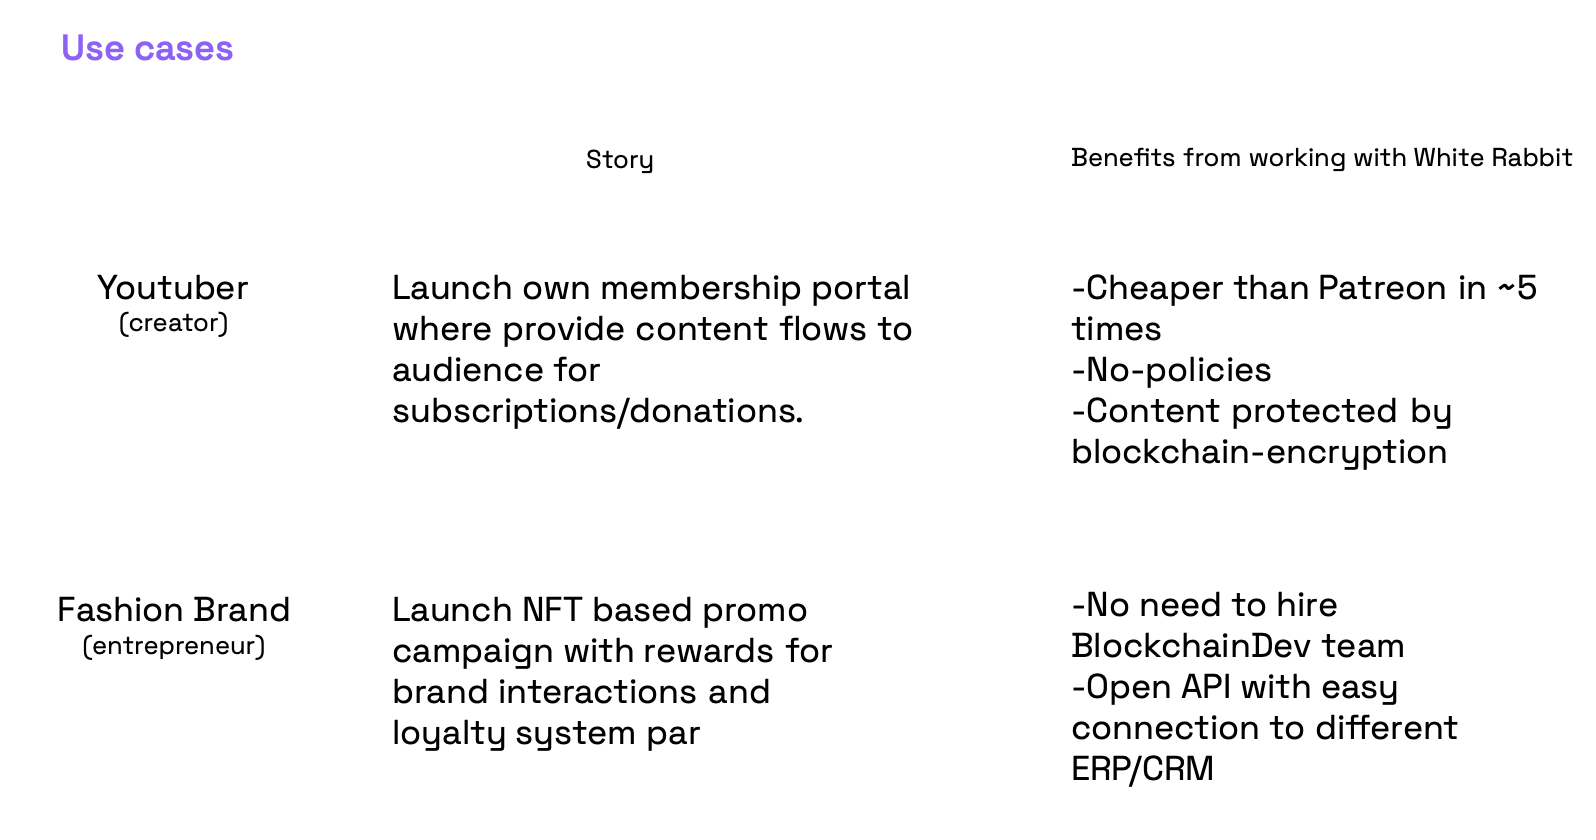 Use cases
Story
Benefits from working with White Rabbit
Youtuber
(creator)
Launch own membership portal
where provide content flows to
audience for
subscriptions/donations.
-Cheaper than Patreon in ~5
times
-No-policies
-Content protected by
blockchain-encryption
Fashion Brand
(entrepreneur)
Launch NFT based promo
campaign with rewards for
brand interactions and
loyalty system par
-No need to hire
BlockchainDev team
-Open API with easy
connection to different
ERP/CRM